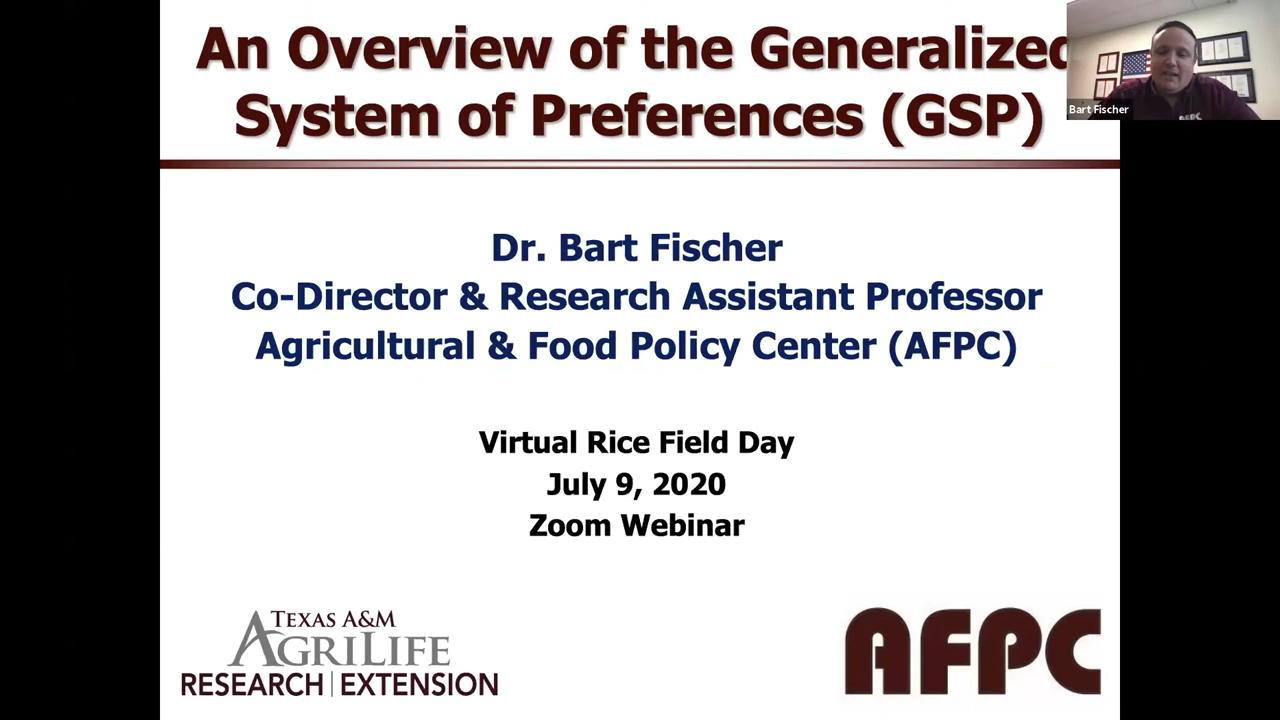 An Overview of the Generalized
System of Preferences (GSP)
Bart Fischer
AFPC
Dr. Bart Fischer
Co-Director & Research Assistant Professor
Agricultural & Food Policy Center (AFPC)
Virtual Rice Field Day
July 9, 2020
Zoom Webinar
TEXAS A&M
AGRILIFE
RESEARCH | EXTENSION
AFPC